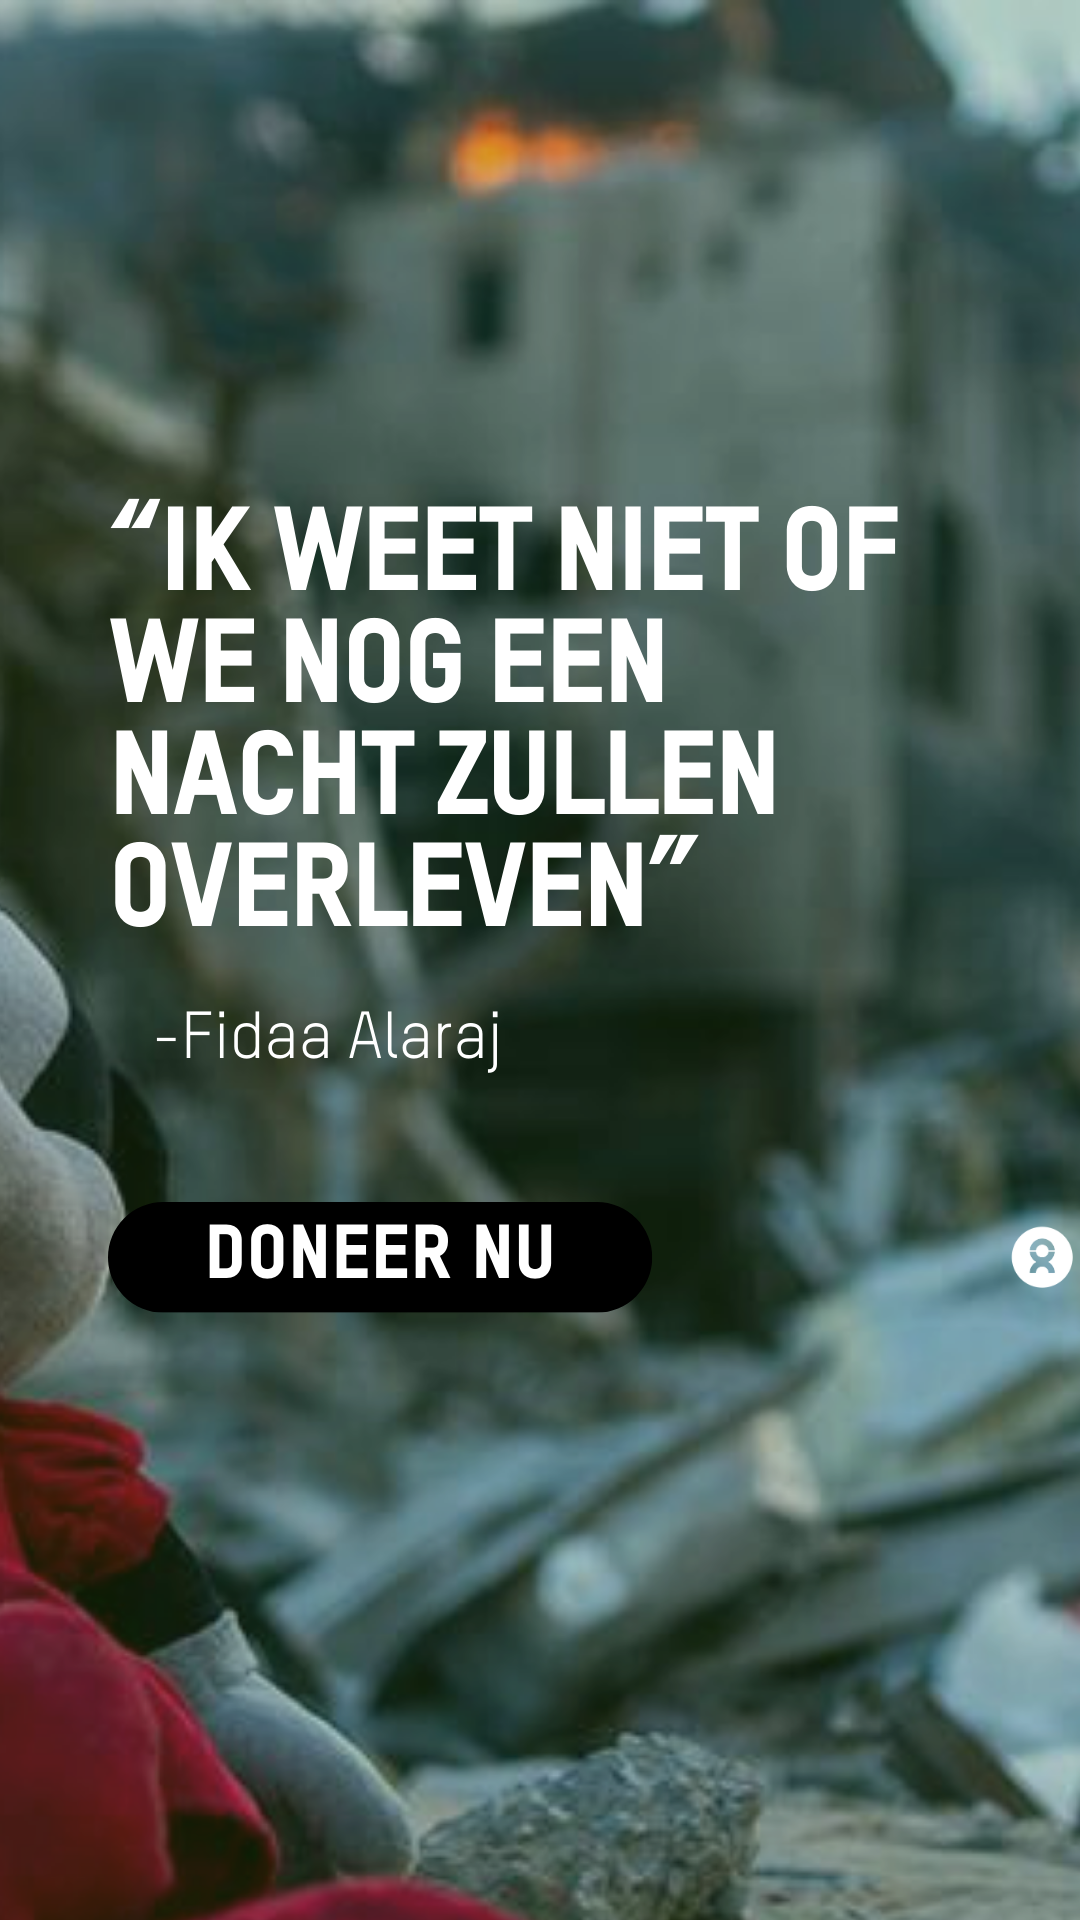 “IK WEET NIET OF
WE NOG EEN
NACHT ZULLEN
OVERLEVEN”
-Fidaa Alaraj
DONEER NU